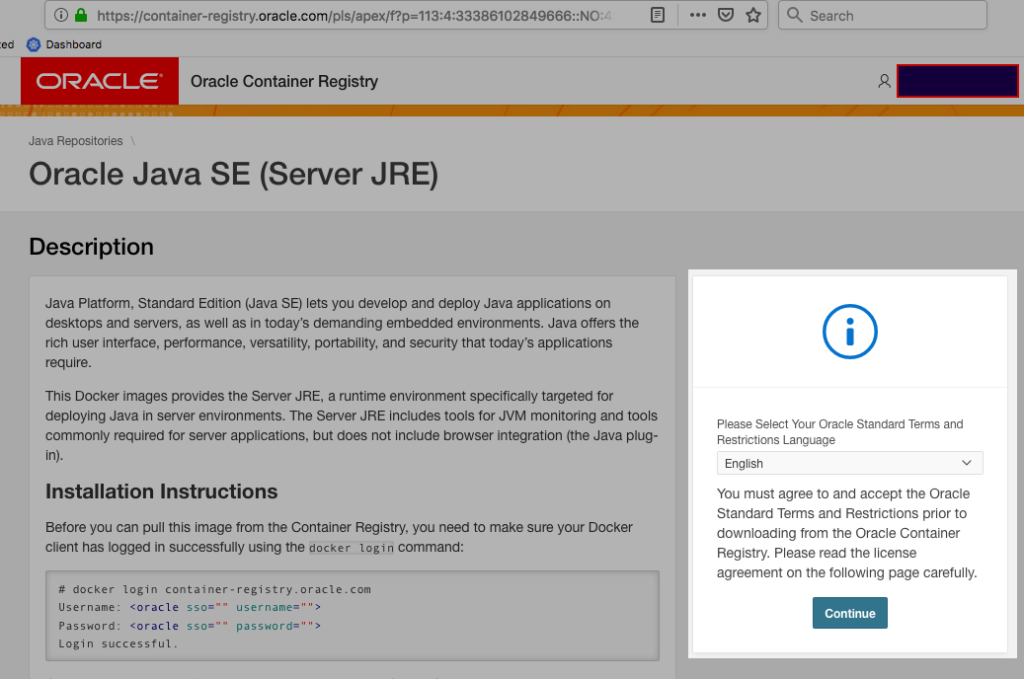 https://container-registry.oracle.com/pls/apex/f?p=113:4:33386102849666::NO:4
Search
Dashboard
ORACLE
Oracle Container Registry
Java Repositories \
Oracle Java SE (Server JRE)
Description
Java Platform, Standard Edition (Java SE) lets you develop and deploy Java applications on
desktops and servers, as well as in today's demanding embedded environments. Java offers the
rich user interface, performance, versatility, portability, and security that today's applications
require.
This Docker images provides the Server JRE, a runtime environment specifically targeted for
deploying Java in server environments. The Server JRE includes tools for JVM monitoring and tools
commonly required for server applications, but does not include browser integration (the Java plug-
in).
Installation Instructions
Before you can pull this image from the Container Registry, you need to make sure your Docker
client has logged in successfully using the docker login command:
# docker login container-registry.oracle.com
Username: <oracle sso="" username="">
Password: <oracle sso="" password="">
Login successful.
Please Select Your Oracle Standard Terms and
Restrictions Language
English
You must agree to and accept the Oracle
Standard Terms and Restrictions prior to
downloading from the Oracle Container
Registry. Please read the license
agreement on the following page carefully.
Continue